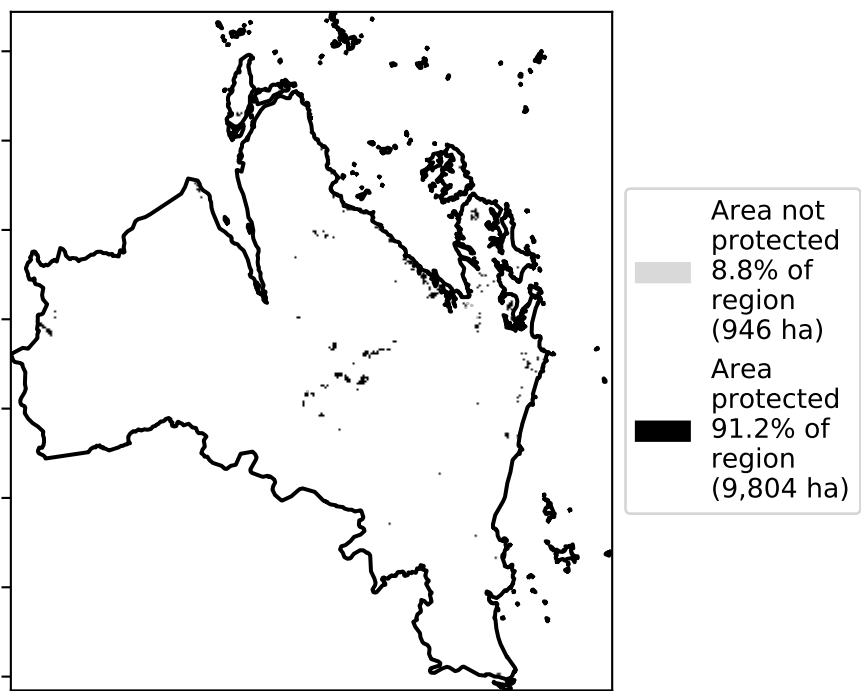 Area not
protected
8.8% of
region
(946 ha)
Area
protected
91.2% of
region
(9,804 ha)